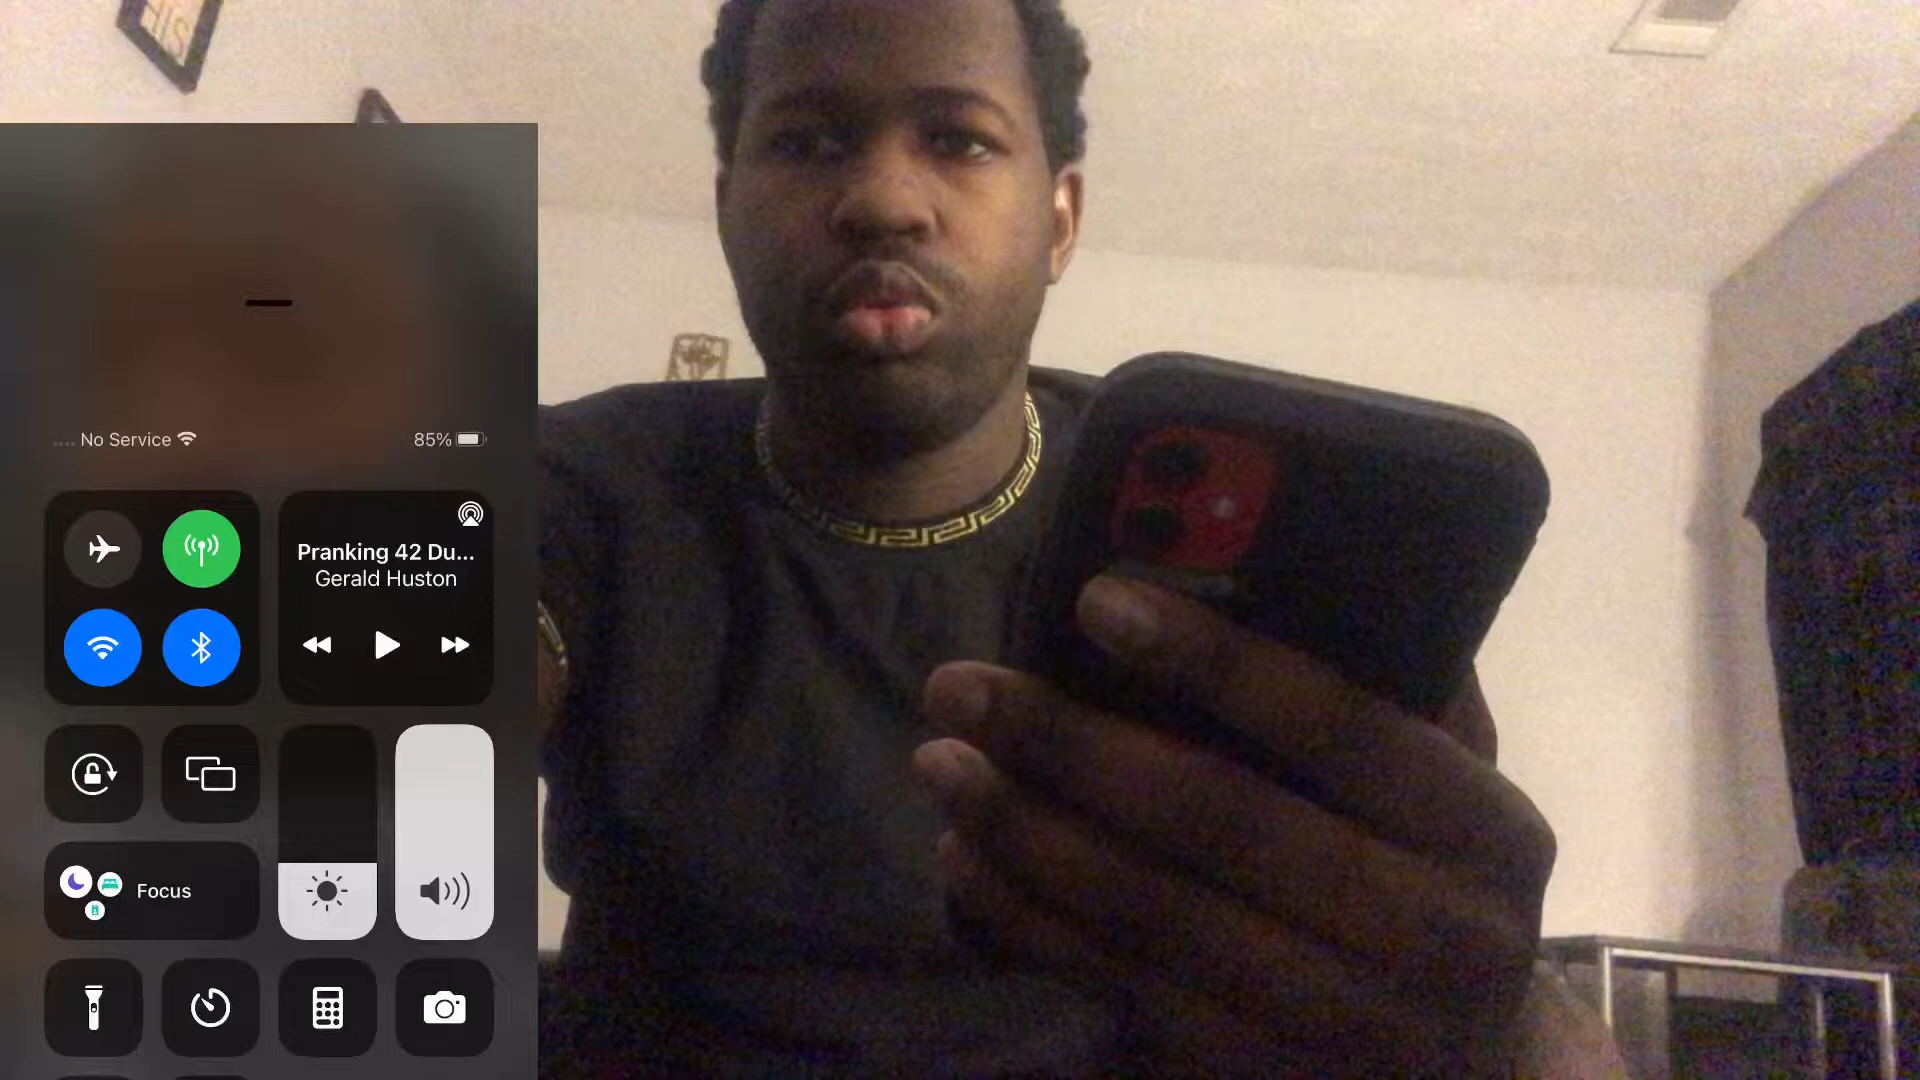 No Service
85%
Pranking 42 Du...
Gerald Huston
Focus